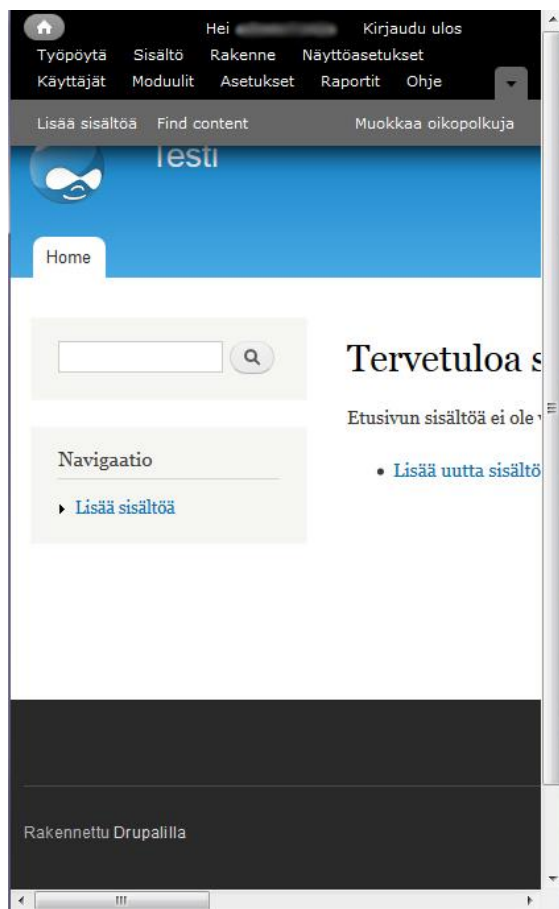 Hei Kirjaudu ulos
Työpöytä Sisältö Rakenne Näyttöasetukset
Käyttäjät Moduulit Asetukset Raportit Ohje
Lisää sisältöä Find content Muokkaa oikopolkuja
Testi
Home
Tervetuloa s
Etusivun sisältöä ei ole
Navigaatio
• Lisää uutta sisältö
Lisää sisältöä
Rakennettu Drupalilla